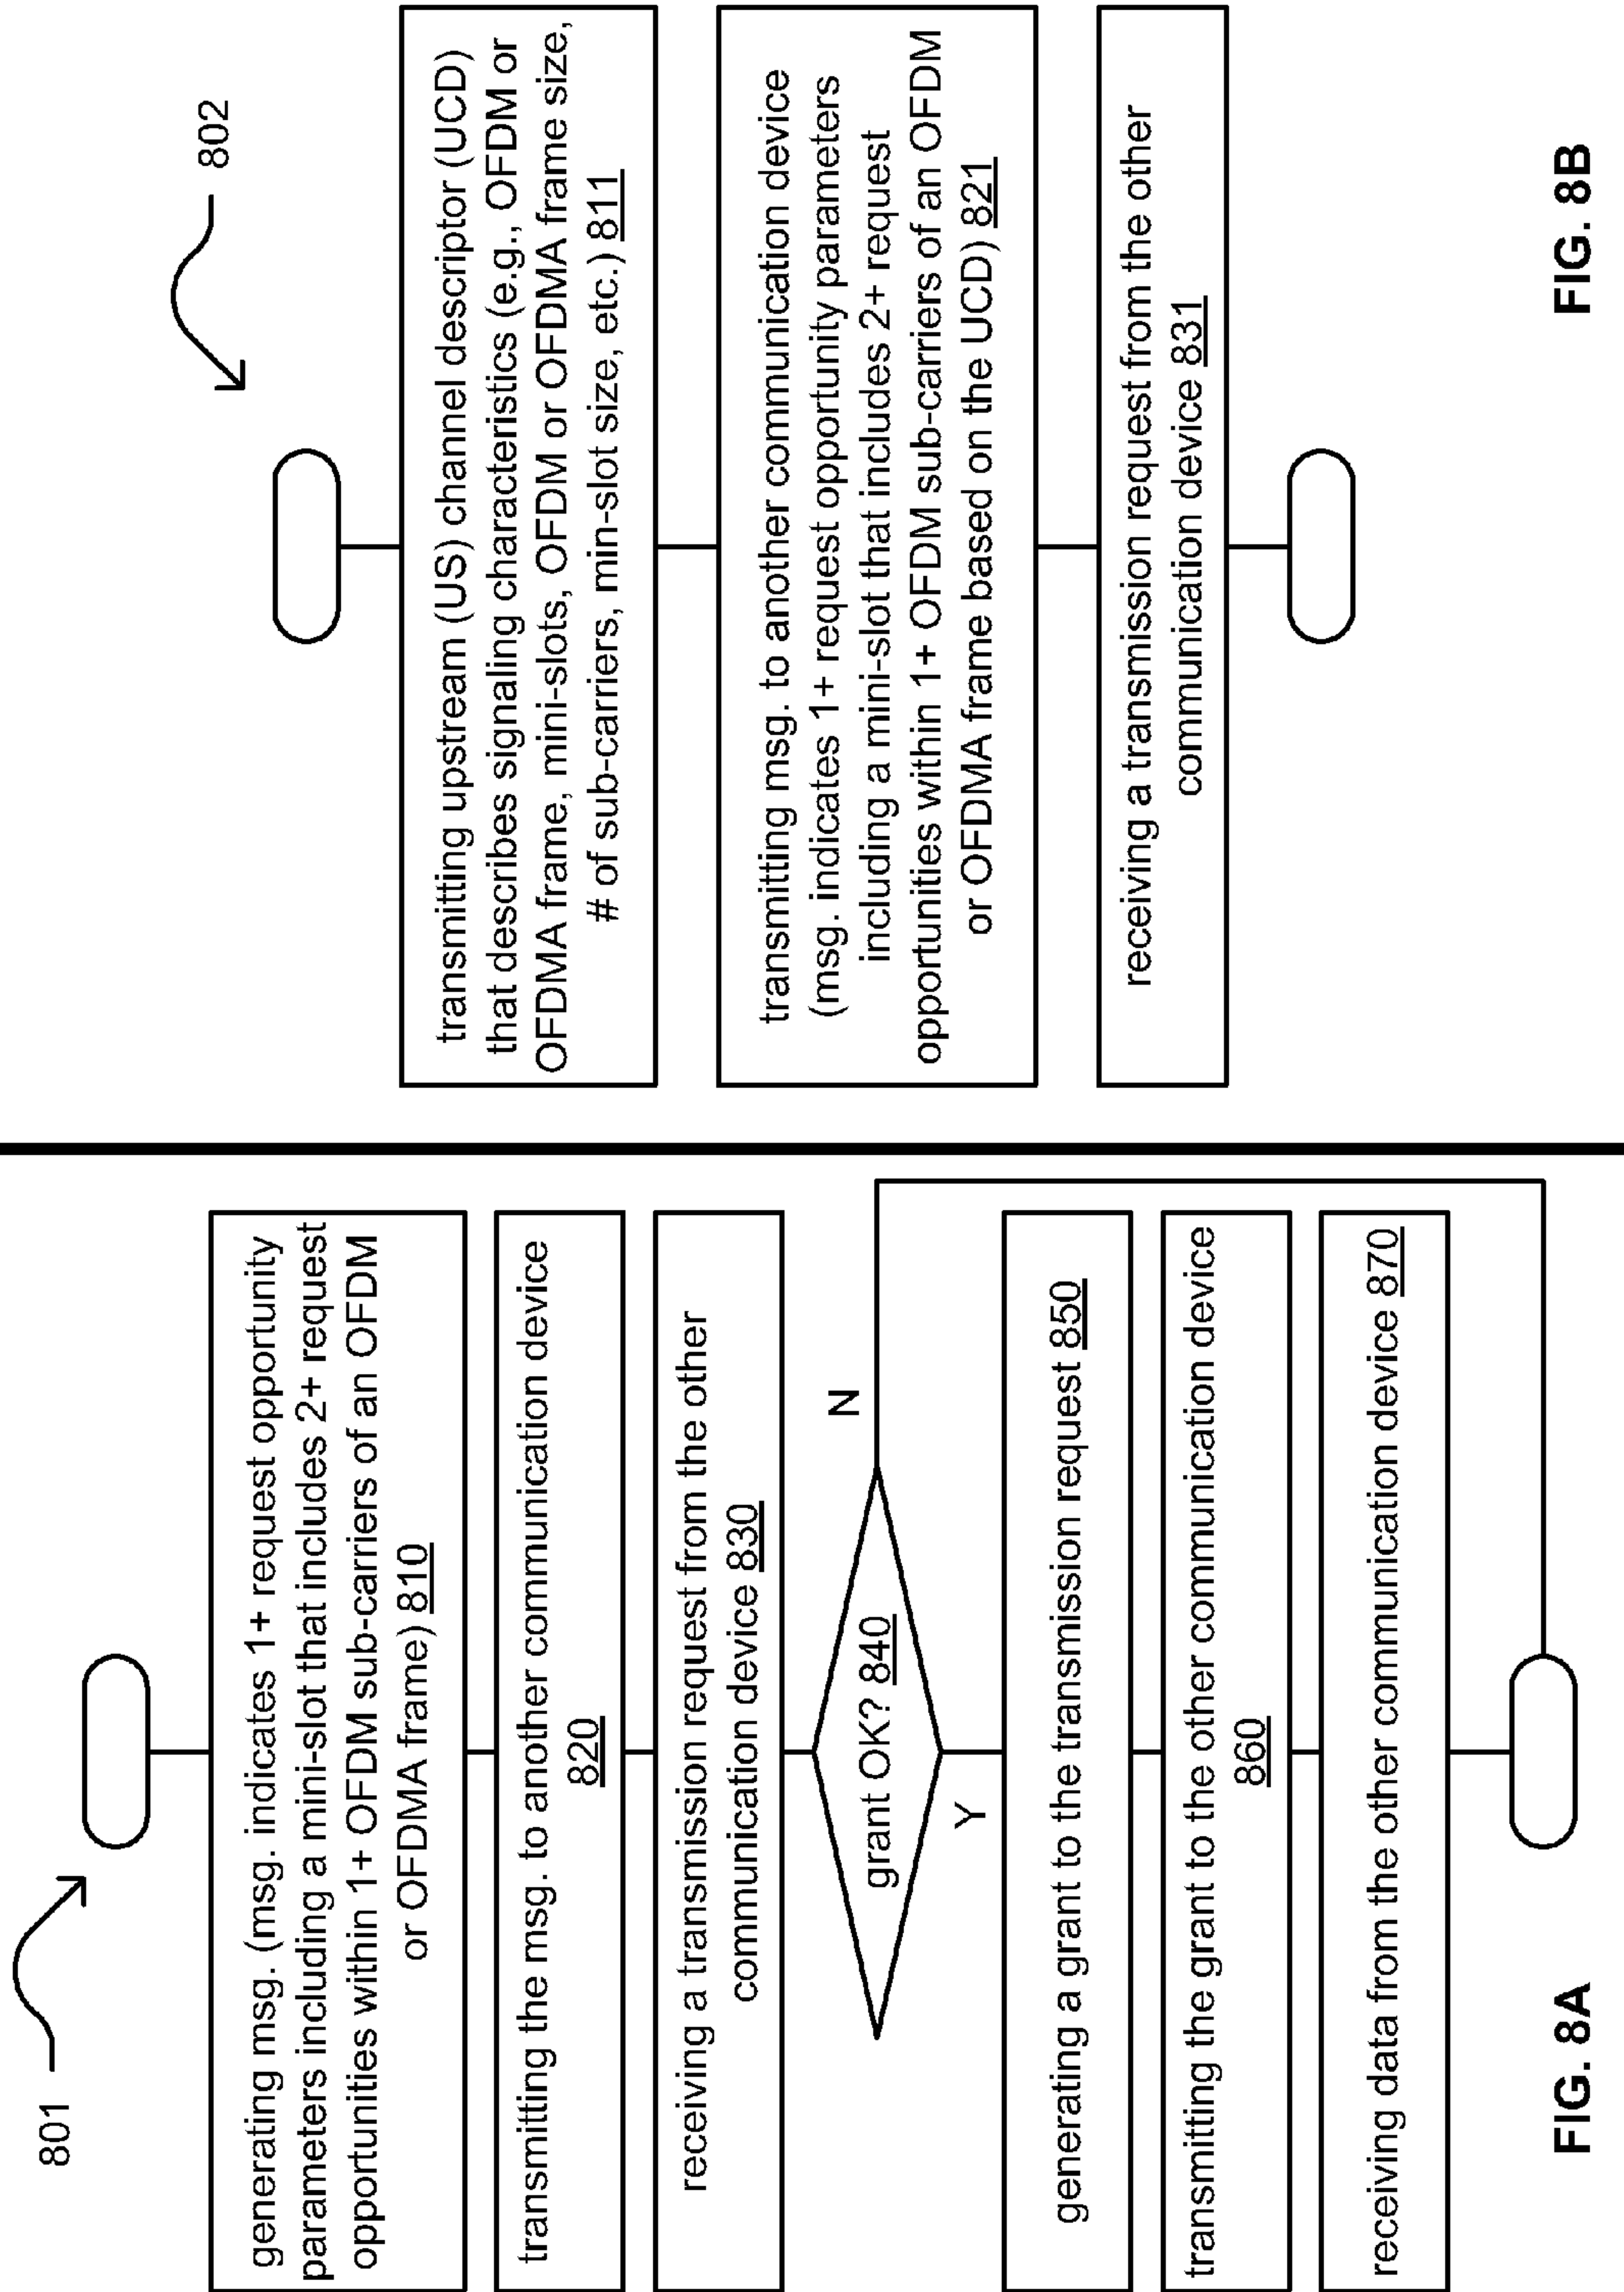 801
generating msg. (msg. indicates 1+ request opportunity
parameters including a mini-slot that includes 2+ request
opportunities within 1+ OFDM sub-carriers of an OFDM
or OFDMA frame) 810
transmitting the msg. to another communication device
820
receiving a transmission request from the other
communication device 830
grant OK? 840
N
Y
generating a grant to the transmission request 850
transmitting the grant to the other communication device
860
receiving data from the other communication device 870
FIG. 8A
802
transmitting upstream (US) channel descriptor (UCD)
that describes signaling characteristics (e.g., OFDM or
OFDMA frame, mini-slots, OFDM or OFDMA frame size,
# of sub-carriers, min-slot size, etc.) 811
transmitting msg. to another communication device
(msg. indicates 1+ request opportunity parameters
including a mini-slot that includes 2+ request
opportunities within 1+ OFDM sub-carriers of an OFDM
or OFDMA frame based on the UCD) 821
receiving a transmission request from the other
communication device 831
FIG. 8B